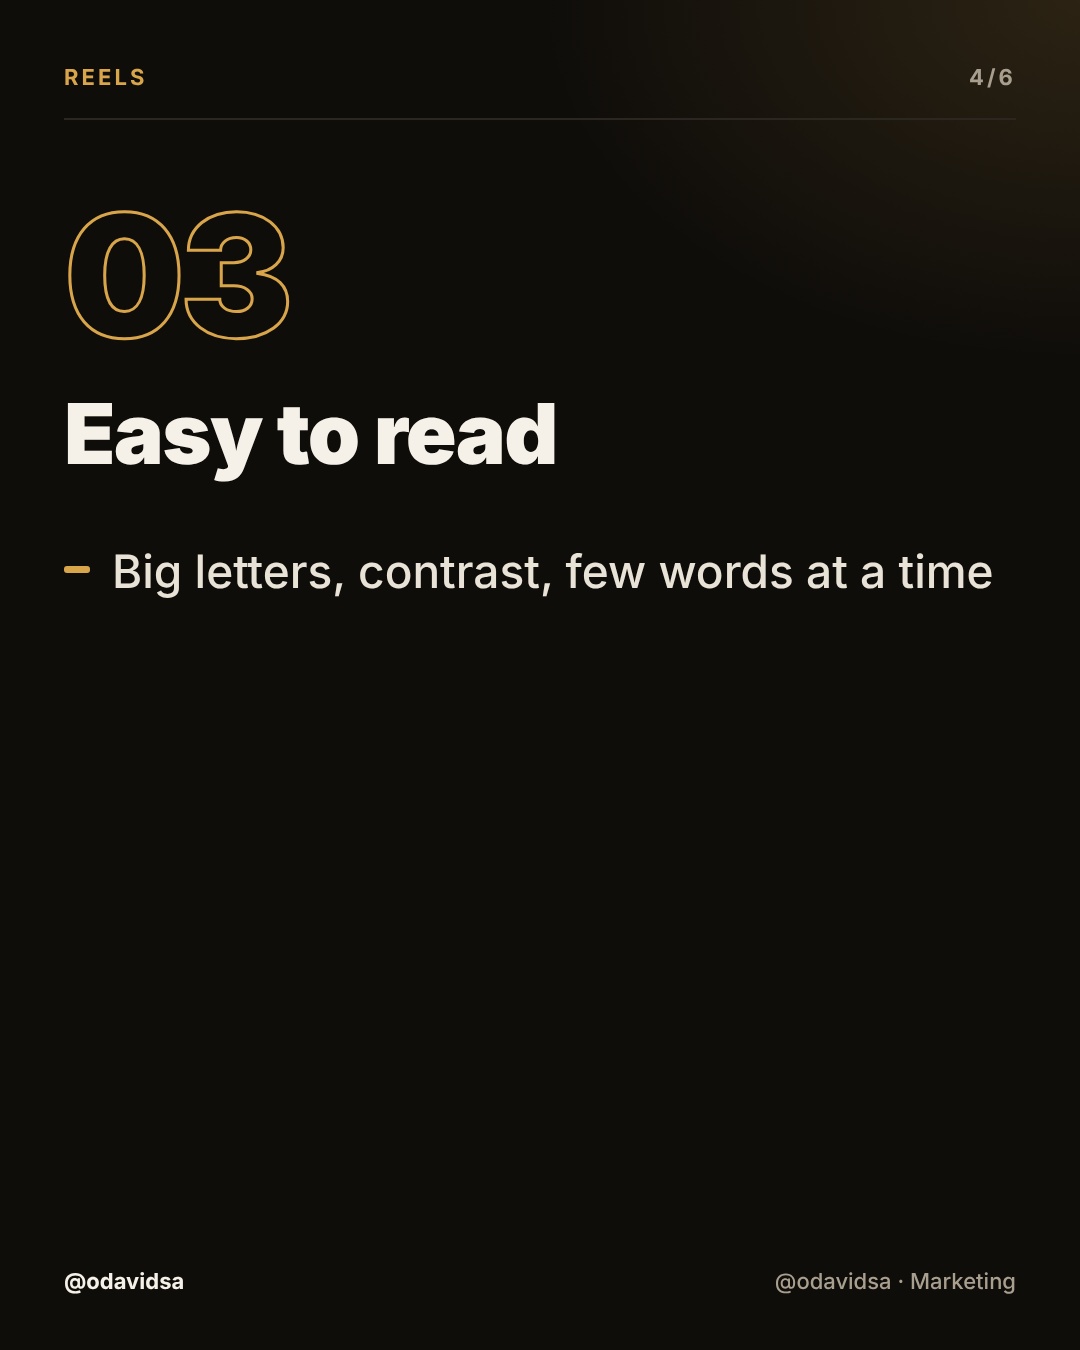 REELS
4/6
03
Easy to read
Big letters, contrast, few words at a time
@odavidsa
@odavidsa · Marketing